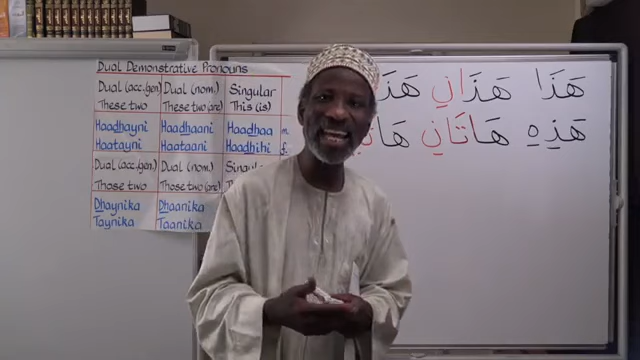 Dual Demonstrative Pronouns
Dual (acc./gen) Dual (nom.) Singular
These two These two (are) This (is)
Haadhayni Haadhaani Haadhaa m.
Haatayni Haataani Haadhihi f.
Dual (acc./gen.) Dual (nom.)
Those two Those two (are)
Dhaynika Dhaanika
Taynika Taanika
هَذَا هَذَانِ
هَذِهِ هَاتَانِ